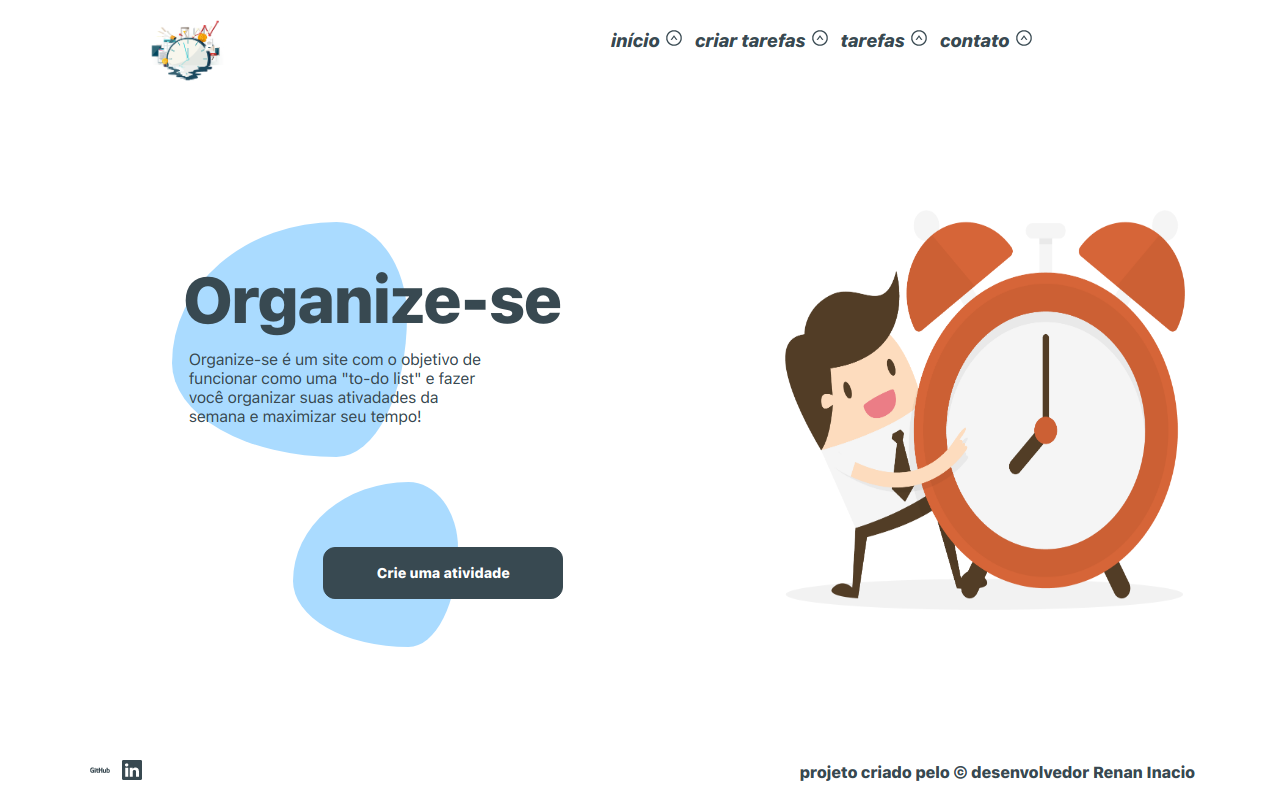 início criar tarefas tarefas contato
Organize-se
Organize-se é um site com o objetivo de
funcionar como uma "to-do list" e fazer
você organizar suas ativadades da
semana e maximizar seu tempo!
Crie uma atividade
GitHub in
projeto criado pelo © desenvolvedor Renan Inacio